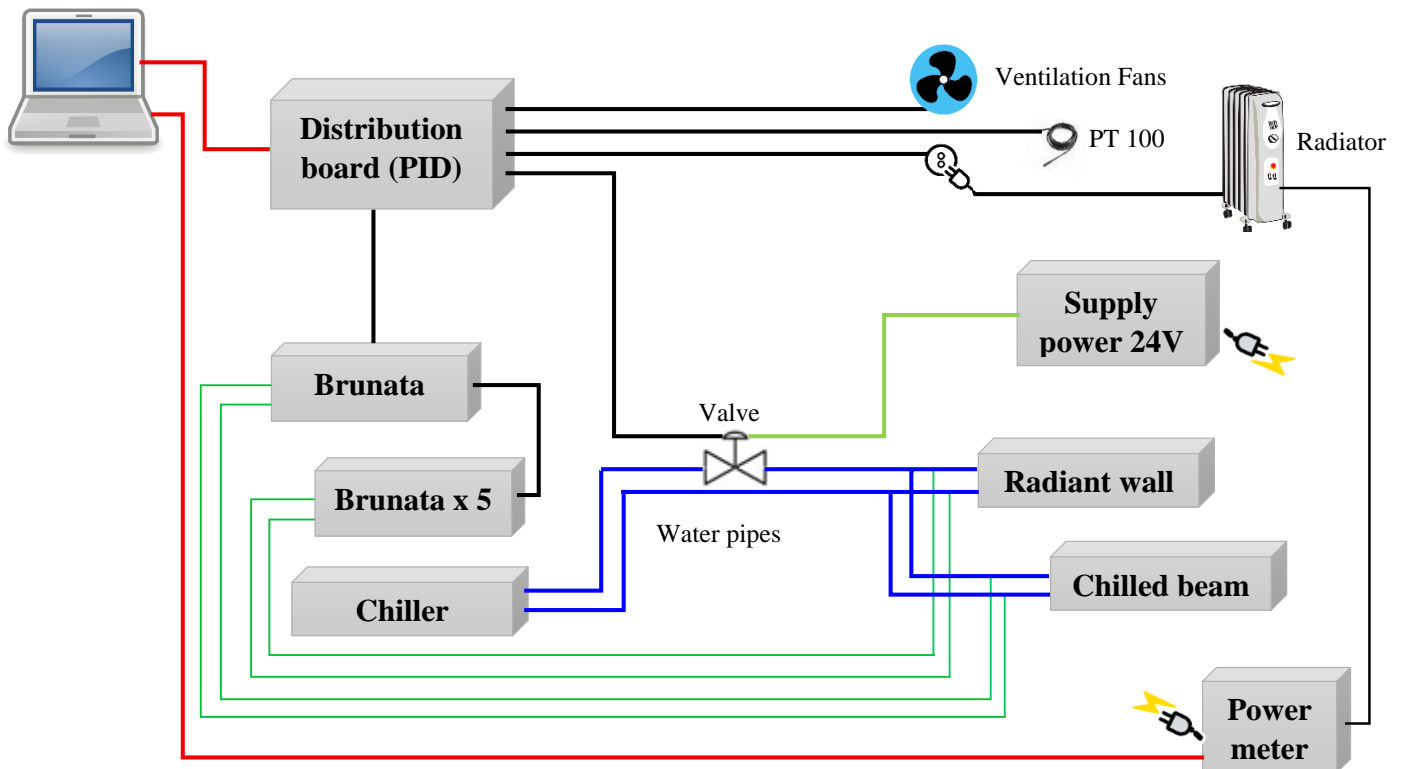 Ventilation Fans
Distribution
board (PID)
PT 100
Radiator
Supply
power 24V
Brunata
Valve
Brunata x 5
Radiant wall
Water pipes
Chilled beam
Chiller
Power
meter